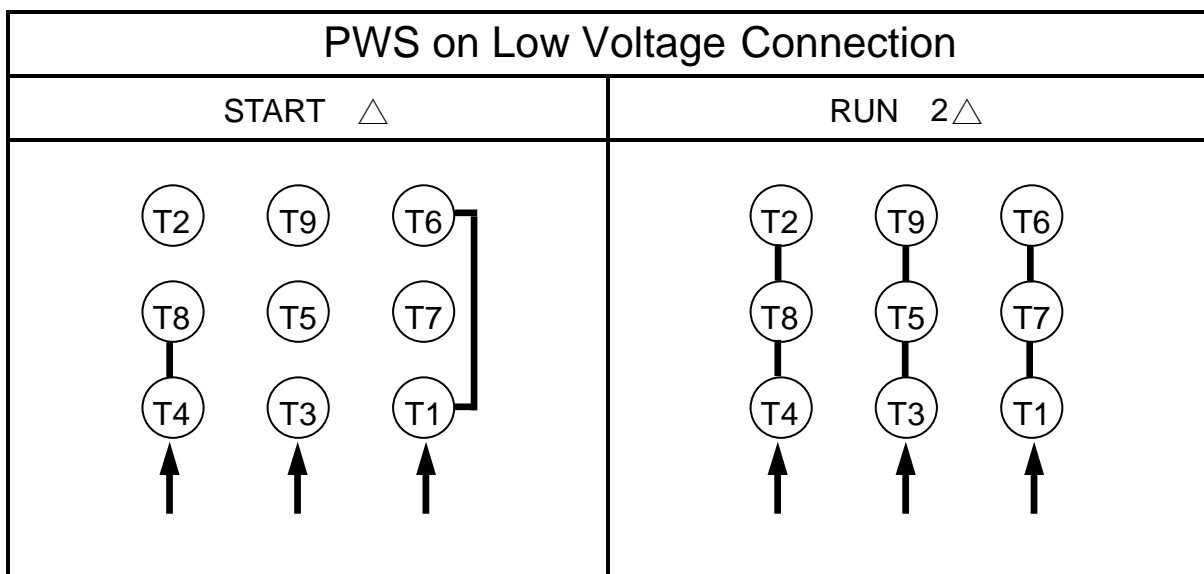 PWS on Low Voltage Connection
START △
RUN 2△
T2 T9 T6
T8 T5 T7
T4 T3 T1
T2 T9 T6
T8 T5 T7
T4 T3 T1